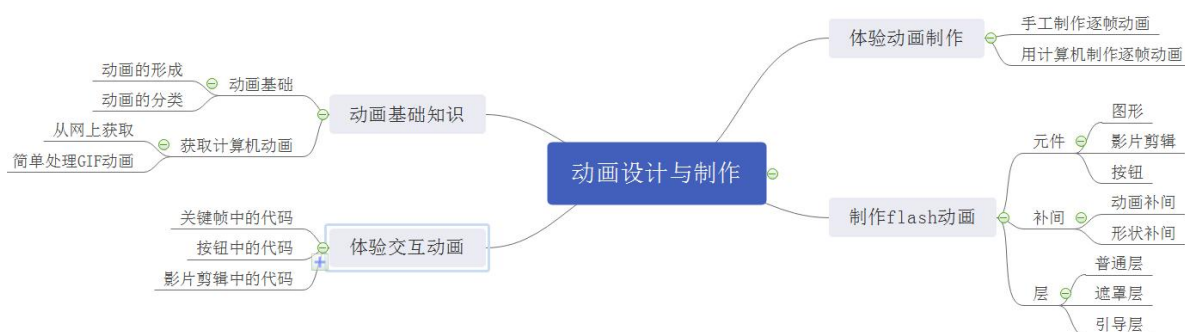 动画设计与制作
体验动画制作
手工制作逐帧动画
用计算机制作逐帧动画
制作flash动画
元件
图形
影片剪辑
按钮
补间
动画补间
形状补间
层
普通层
遮罩层
引导层
动画基础知识
动画基础
动画的形成
动画的分类
获取计算机动画
从网上获取
简单处理GIF动画
体验交互动画
关键帧中的代码
按钮中的代码
影片剪辑中的代码